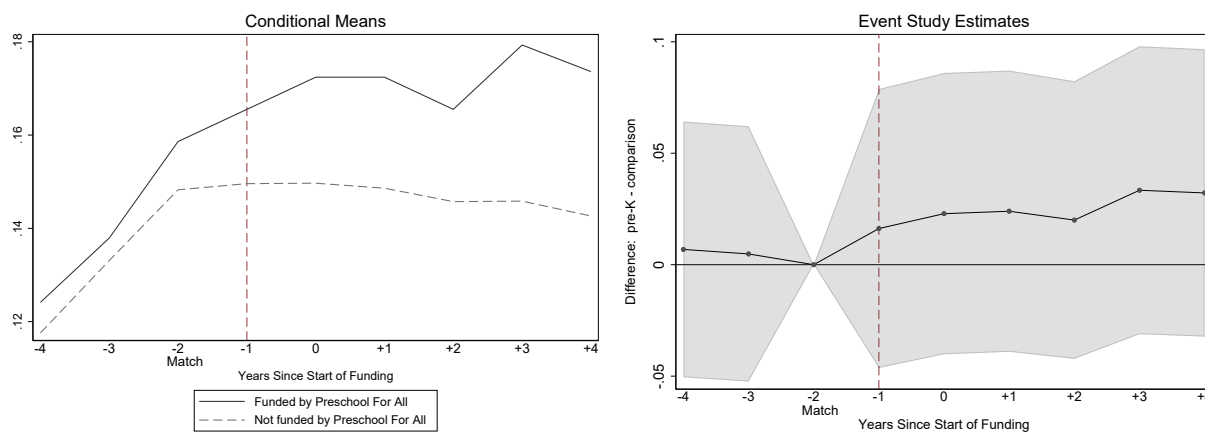 Conditional Means
.18
.16
.14
.12
-4 -3 -2 -1 0 +1 +2 +3 +4
Match
Years Since Start of Funding
Funded by Preschool For All
Not funded by Preschool For All
Event Study Estimates
Difference: pre-K - comparison
.1
.05
0
-.05
-4 -3 -2 -1 0 +1 +2 +3
Match
Years Since Start of Funding